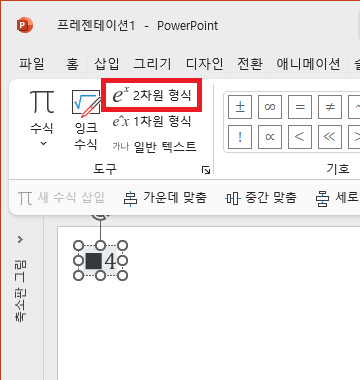 프레젠테이션1 - PowerPoint
파일 홈 삽입 그리기 디자인 전환 애니메이션
π 수식
잉크 수식
eˣ 2차원 형식
e^x 1차원 형식
가나 일반 텍스트
± ∞ = ≠
! ∝ < ≪
도구
기호
π 새 수식 삽입 가운데 맞춤 중간 맞춤 세로
축소판 그림
■4